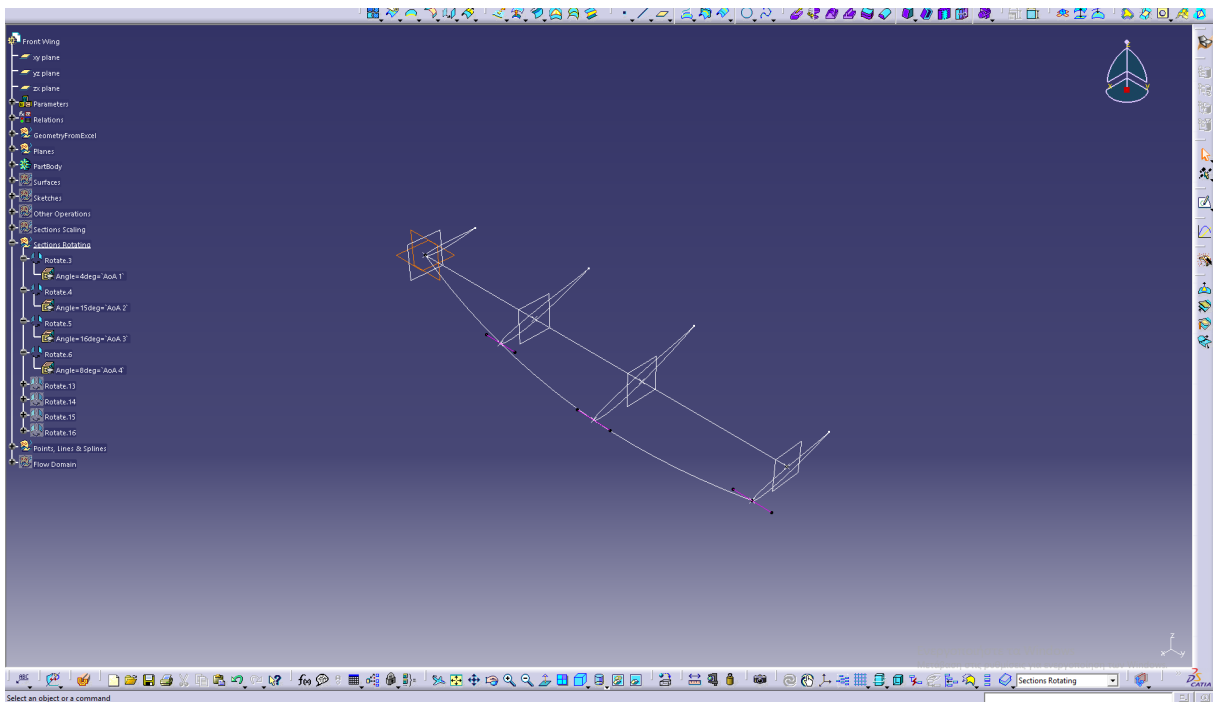 Front Wing
xy plane
yz plane
zx plane
Parameters
Relations
GeometryFromExcel
Planes
PartBody
Surfaces
Sketches
Other Operations
Sections Scaling
Sections Rotating
Rotate.3
Angle=4deg=`AoA 1`
Rotate.4
Angle=15deg=`AoA 2`
Rotate.5
Angle=16deg=`AoA 3`
Rotate.6
Angle=8deg=`AoA 4`
Rotate.13
Rotate.14
Rotate.15
Rotate.16
Points, Lines & Splines
Flow Domain
z
x
y
Sections Rotating
CATIA
Select an object or a command